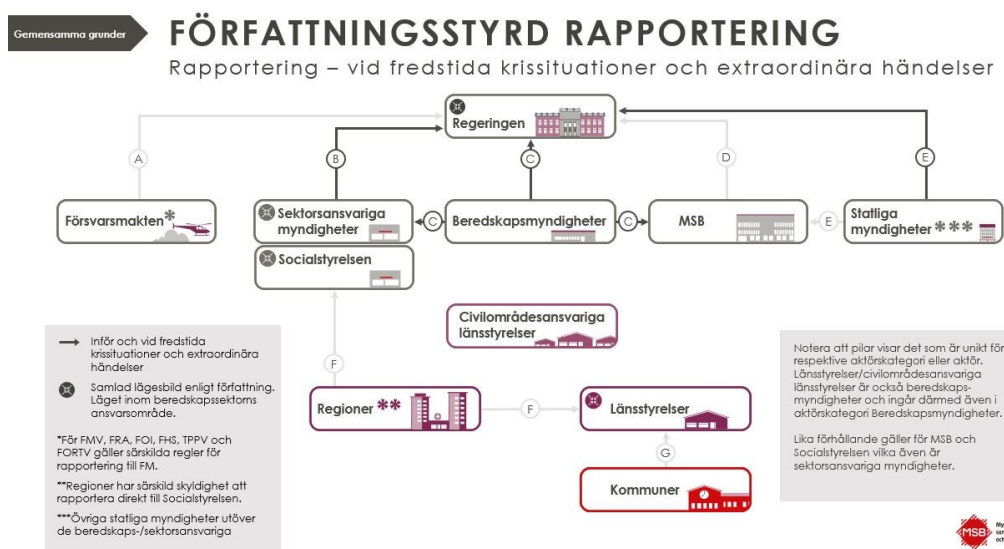 Gemensamma grunder
FÖRFATTNINGSSTYRD RAPPORTERING
Rapportering – vid fredstida krissituationer och extraordinära händelser
Regeringen
A
B
C
D
E
Försvarsmakten*
Sektorsansvariga
myndigheter
C
Beredskapsmyndigheter
C
MSB
E
Statliga
myndigheter ***
Socialstyrelsen
Civilområdesansvariga
länsstyrelser
F
Regioner **
F
Länsstyrelser
G
Kommuner
Inför och vid fredstida
krissituationer och extraordinära
händelser
Samlad lägesbild enligt författning.
Läget inom beredskapssektorns
ansvarsområde.
*För FMV, FRA, FOI, FHS, TPPV och
FORTV gäller särskilda regler för
rapportering till FM.
**Regioner har särskild skyldighet att
rapportera direkt till Socialstyrelsen.
***Övriga statliga myndigheter utöver
de beredskaps-/sektorsansvariga
Notera att pilar visar det som är unikt för
respektive aktörskategori eller aktör.
Länsstyrelser/civilområdesansvariga
länsstyrelser är också beredskaps-
myndigheter och ingår därmed även i
aktörskategori Beredskapsmyndigheter.
Lika förhållande gäller för MSB och
Socialstyrelsen vilka även är
sektorsansvariga myndigheter.
MSB